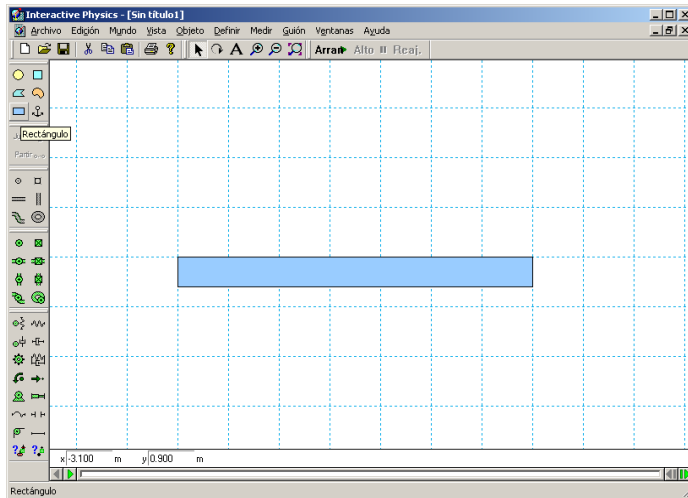 Interactive Physics - [Sin título1]
Archivo Edición Mundo Vista Objeto Definir Medir Guión Ventanas Ayuda
A Arran Alto Reaj.
Rectángulo
Partir
x -3.100 m y 0.900 m
Rectángulo